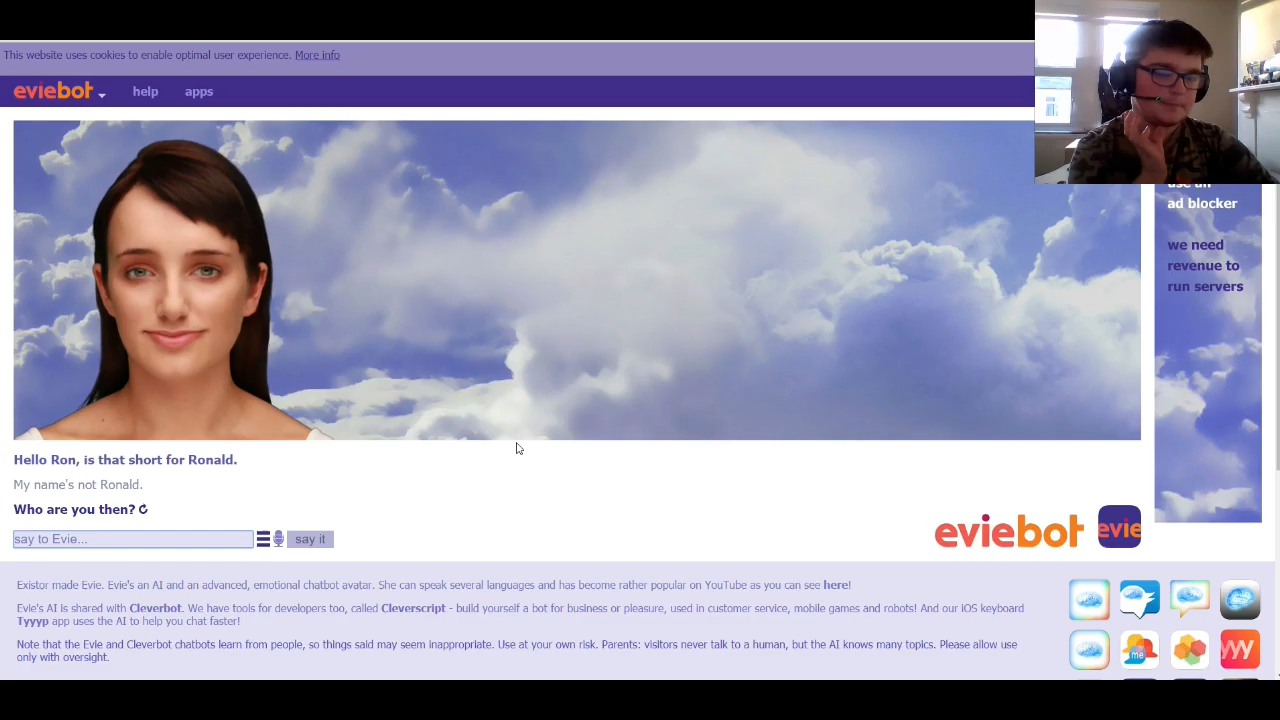 This website uses cookies to enable optimal user experience. More info
eviebot help apps
ad blocker
we need
revenue to
run servers
Hello Ron, is that short for Ronald.
My name's not Ronald.
Who are you then?
say to Evie... say it
eviebot evie
Existor made Evie. Evie's an AI and an advanced, emotional chatbot avatar. She can speak several languages and has become rather popular on YouTube as you can see here!
Evie's AI is shared with Cleverbot. We have tools for developers too, called Cleverscript - build yourself a bot for business or pleasure, used in customer service, mobile games and robots! And our iOS keyboard
Tyyyp app uses the AI to help you chat faster!
Note that the Evie and Cleverbot chatbots learn from people, so things said may seem inappropriate. Use at your own risk. Parents: visitors never talk to a human, but the AI knows many topics. Please allow use
only with oversight.
me
yyy